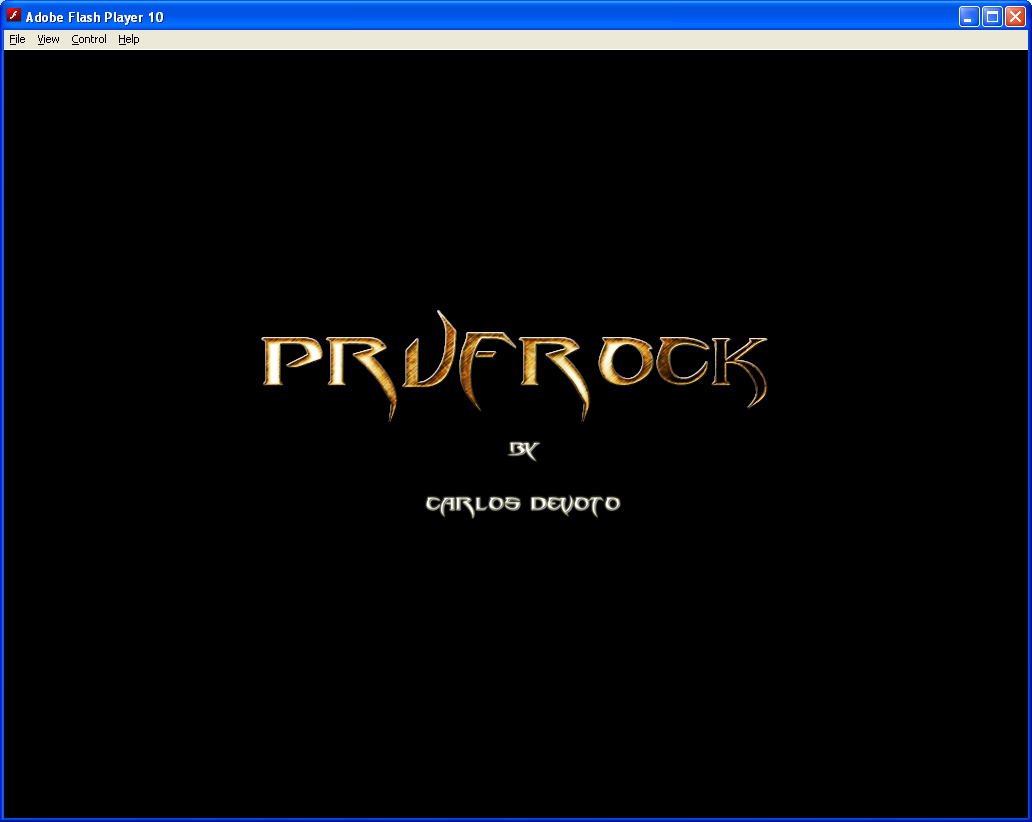 Adobe Flash Player 10
File View Control Help
PRUFROCK
BY
CARLOS DEVOTO